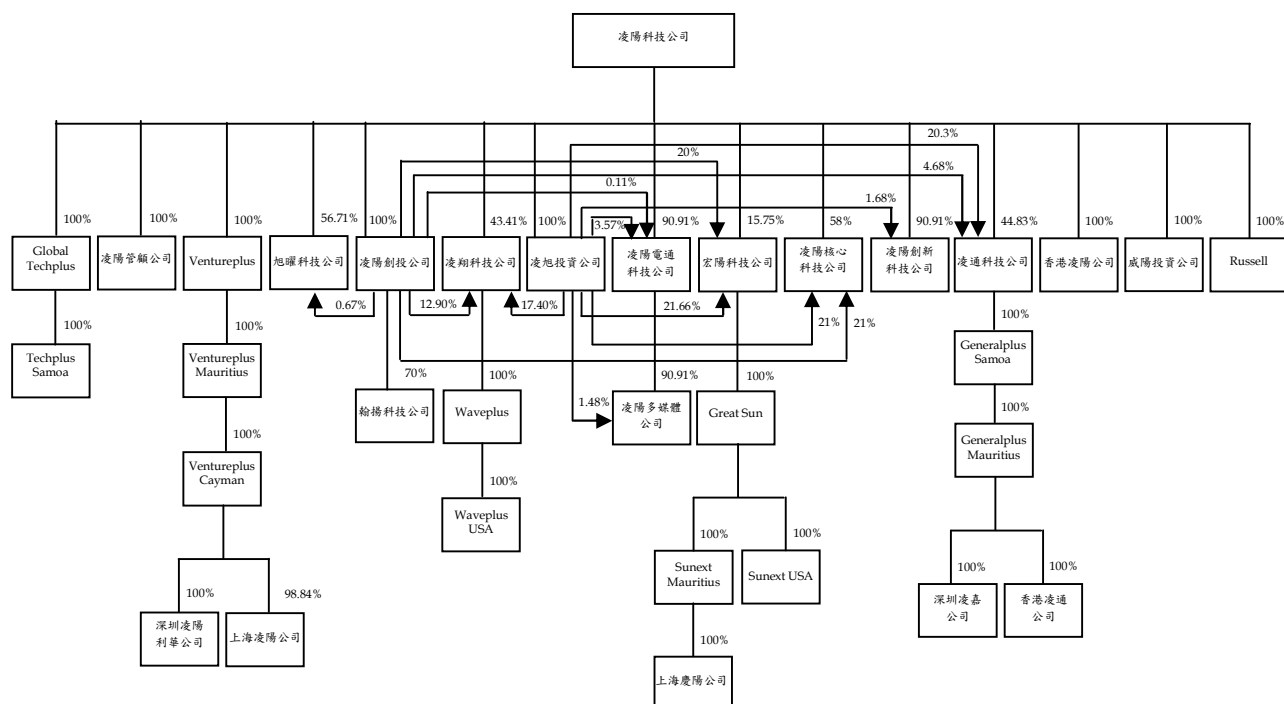 凌陽科技公司
20.3%
20%
4.68%
0.11%
1.68%
100%
100%
100%
56.71%
100%
43.41%
100%
3.57%
90.91%
15.75%
58%
90.91%
44.83%
100%
100%
100%
Global
Techplus
凌陽管顧公司
Ventureplus
旭曜科技公司
凌陽創投公司
凌翔科技公司
凌旭投資公司
凌陽電通
科技公司
宏陽科技公司
凌陽核心
科技公司
凌陽創新
科技公司
凌通科技公司
香港凌陽公司
威陽投資公司
Russell
0.67%
12.90%
17.40%
21.66%
21%
21%
100%
100%
100%
Techplus
Samoa
Ventureplus
Mauritius
Generalplus
Samoa
70%
100%
90.91%
100%
1.48%
100%
翰揚科技公司
Waveplus
凌陽多媒體
公司
Great Sun
Generalplus
Mauritius
100%
Ventureplus
Cayman
100%
Waveplus
USA
100%
100%
Sunext
Mauritius
Sunext USA
100%
98.84%
100%
100%
深圳凌陽
利華公司
上海凌陽公司
深圳凌嘉
公司
香港凌通
公司
100%
上海慶陽公司